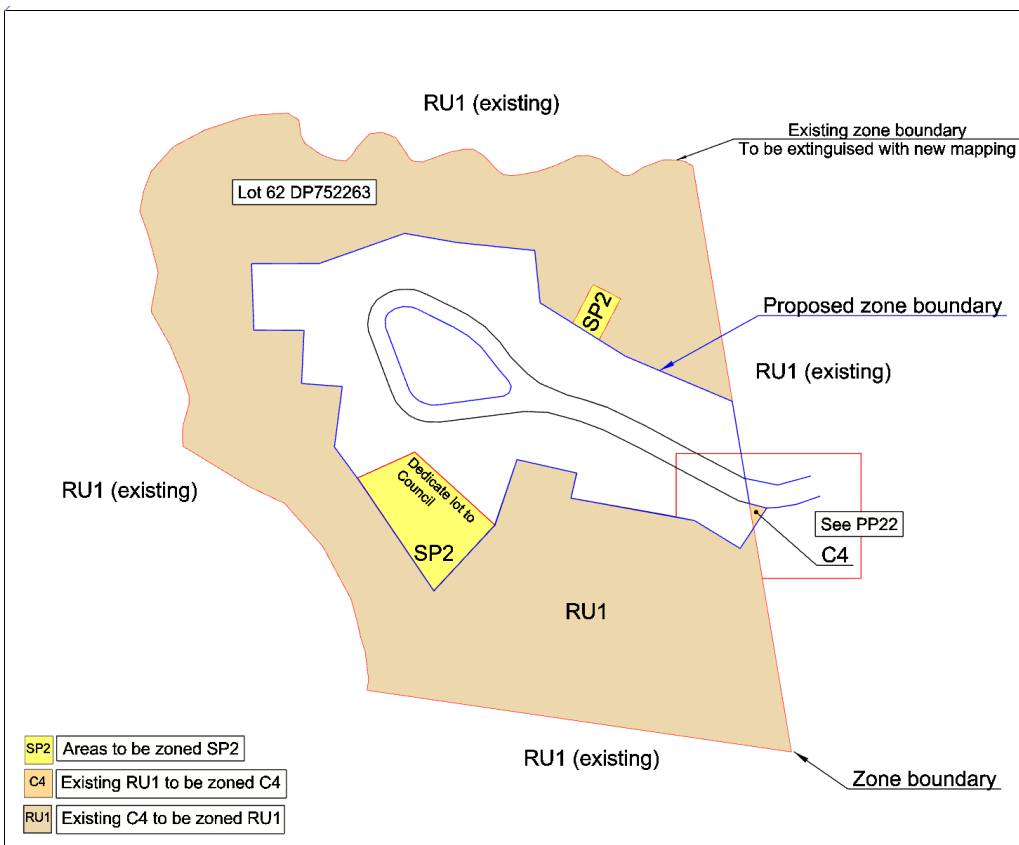 RU1 (existing)
Existing zone boundary
To be extinguised with new mapping
Lot 62 DP752263
SP2
Proposed zone boundary
RU1 (existing)
Dedicate lot to
Council
RU1 (existing)
See PP22
SP2
C4
RU1
SP2 Areas to be zoned SP2
RU1 (existing)
C4 Existing RU1 to be zoned C4
Zone boundary
RU1 Existing C4 to be zoned RU1